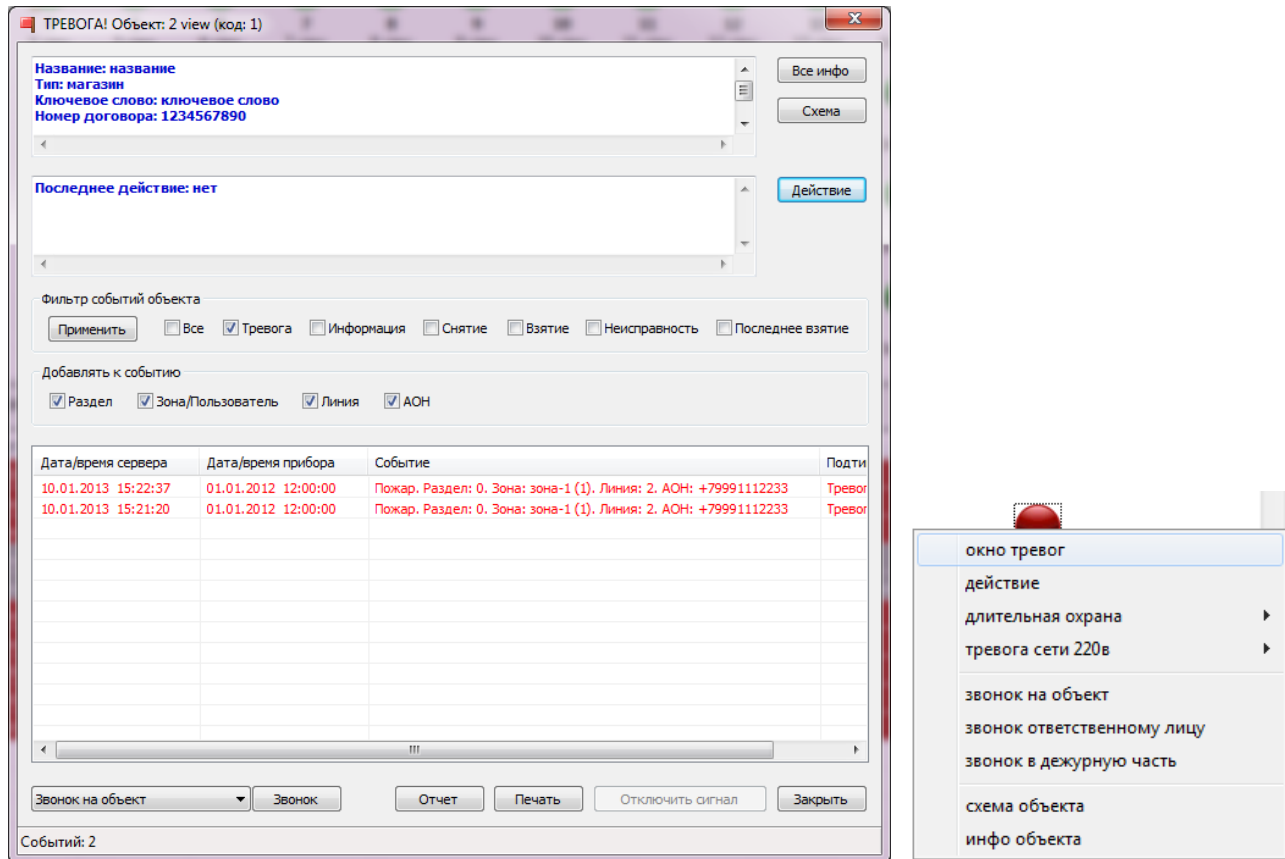 ТРЕВОГА! Объект: 2 view (код: 1)
Название: название
Тип: магазин
Ключевое слово: ключевое слово
Номер договора: 1234567890
Все инфо
Схема
Последнее действие: нет
Действие
Фильтр событий объекта
Применить Все Тревога Информация Снятие Взятие Неисправность Последнее взятие
Добавлять к событию
Раздел Зона/Пользователь Линия АОН
Дата/время сервера Дата/время прибора Событие Подти
10.01.2013 15:22:37 01.01.2012 12:00:00 Пожар. Раздел: 0. Зона: зона-1 (1). Линия: 2. АОН: +79991112233 Тревог
10.01.2013 15:21:20 01.01.2012 12:00:00 Пожар. Раздел: 0. Зона: зона-1 (1). Линия: 2. АОН: +79991112233 Тревог
Звонок на объект Звонок Отчет Печать Отключить сигнал Закрыть
Событий: 2
окно тревог
действие
длительная охрана
тревога сети 220в
звонок на объект
звонок ответственному лицу
звонок в дежурную часть
схема объекта
инфо объекта